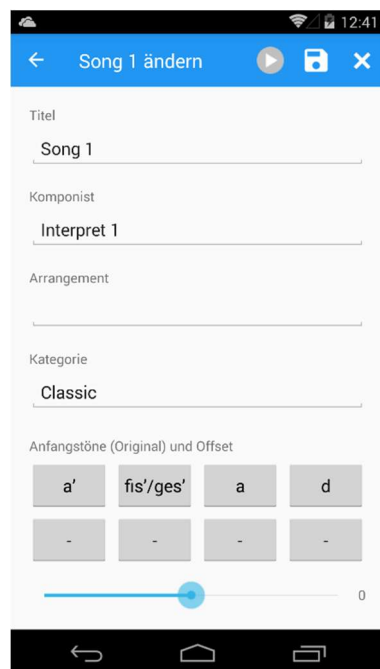 12:41
Song 1 ändern
Titel
Song 1
Komponist
Interpret 1
Arrangement
Kategorie
Classic
Anfangstöne (Original) und Offset
a’ fis’/ges’ a d
- - - -
0